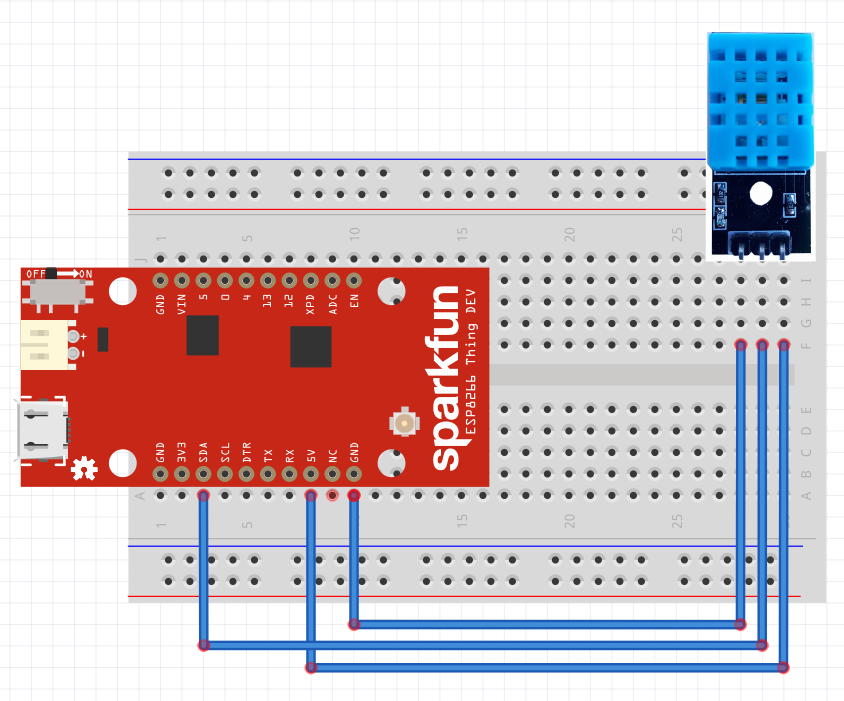 1 5 10 15 20 25
J
I
H
G
F
OFF ON
GND VIN 5 0 4 13 12 XPD ADC EN
+
-
sparkfun
ESP8266 Thing DEV
GND 3V3 SDA SCL DTR TX RX 5V NC GND
E
D
C
B
A A
1 5 15 20 25